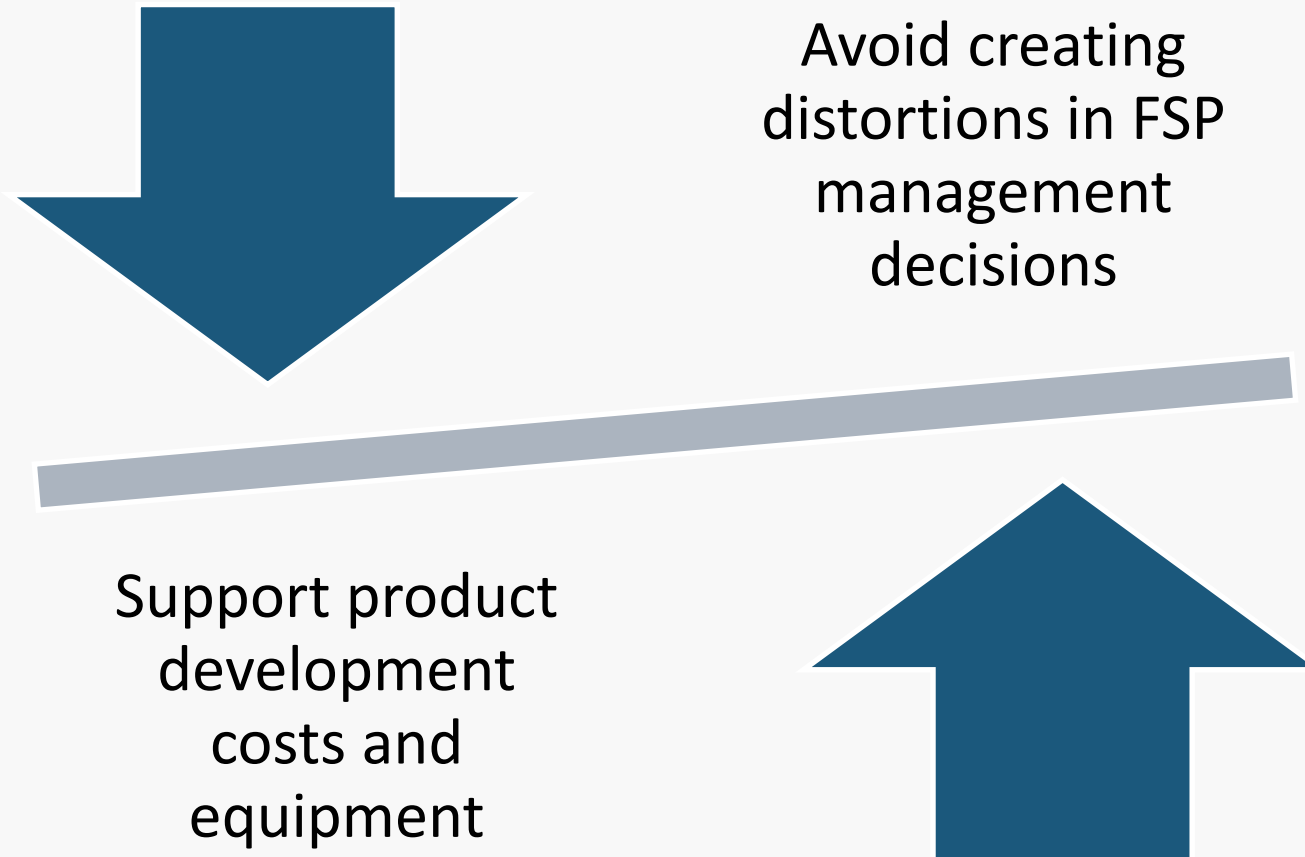 Avoid creating
distortions in FSP
management
decisions
Support product
development
costs and
equipment